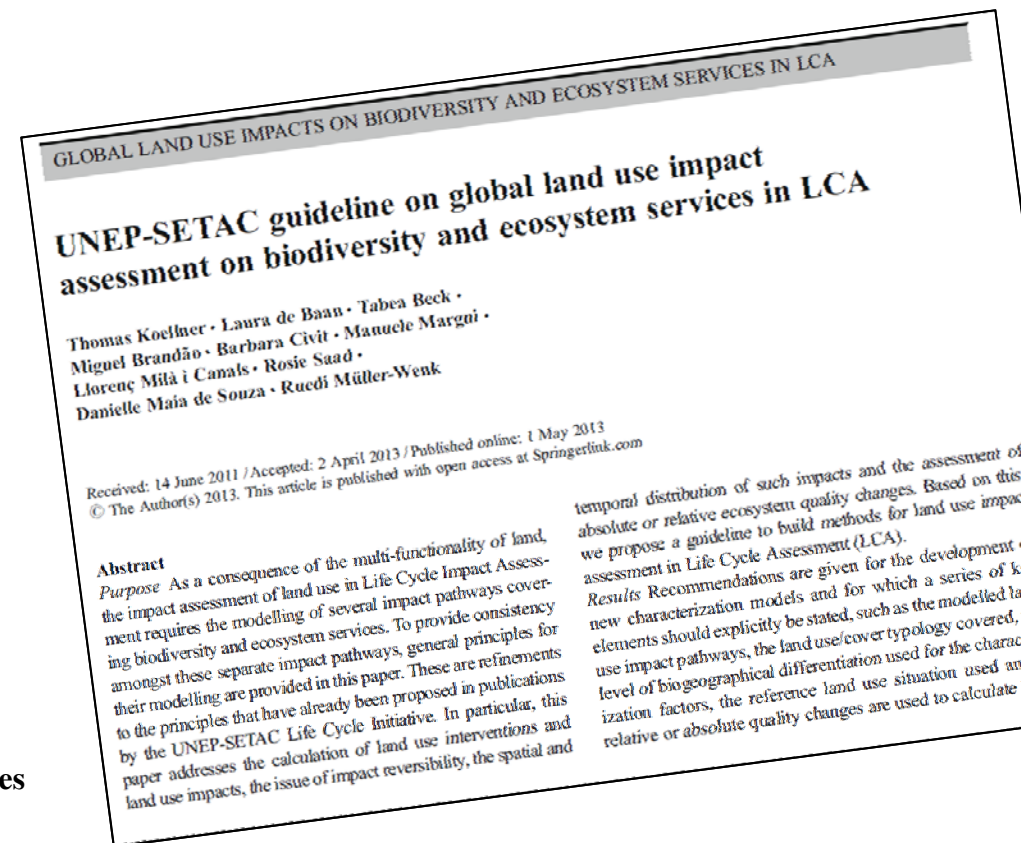 GLOBAL LAND USE IMPACTS ON BIODIVERSITY AND ECOSYSTEM SERVICES IN LCA
UNEP-SETAC guideline on global land use impact
assessment on biodiversity and ecosystem services in LCA
Thomas Koellner • Laura de Baan • Tabea Beck •
Miguel Brandão • Barbara Civit • Manuele Margni •
Llorenç Milà i Canals • Rosie Saad •
Danielle Maia de Souza • Ruedi Müller-Wenk
Received: 14 June 2011 / Accepted: 2 April 2013 / Published online: 1 May 2013
© The Author(s) 2013. This article is published with open access at Springerlink.com
Abstract
Purpose As a consequence of the multi-functionality of land,
the impact assessment of land use in Life Cycle Impact Assess-
ment requires the modelling of several impact pathways cover-
ing biodiversity and ecosystem services. To provide consistency
amongst these separate impact pathways, general principles for
their modelling are provided in this paper. These are refinements
to the principles that have already been proposed in publications
by the UNEP-SETAC Life Cycle Initiative. In particular, this
paper addresses the calculation of land use interventions and
land use impacts, the issue of impact reversibility, the spatial and
temporal distribution of such impacts and the assessment of
absolute or relative ecosystem quality changes. Based on this
we propose a guideline to build methods for land use impac
assessment in Life Cycle Assessment (LCA).
Results Recommendations are given for the development
new characterization models and for which a series of k
elements should explicitly be stated, such as the modelled la
use impact pathways, the land use/cover typology covered,
level of biogeographical differentiation used for the charac
ization factors, the reference land use situation used an
relative or absolute quality changes are used to calculate
es